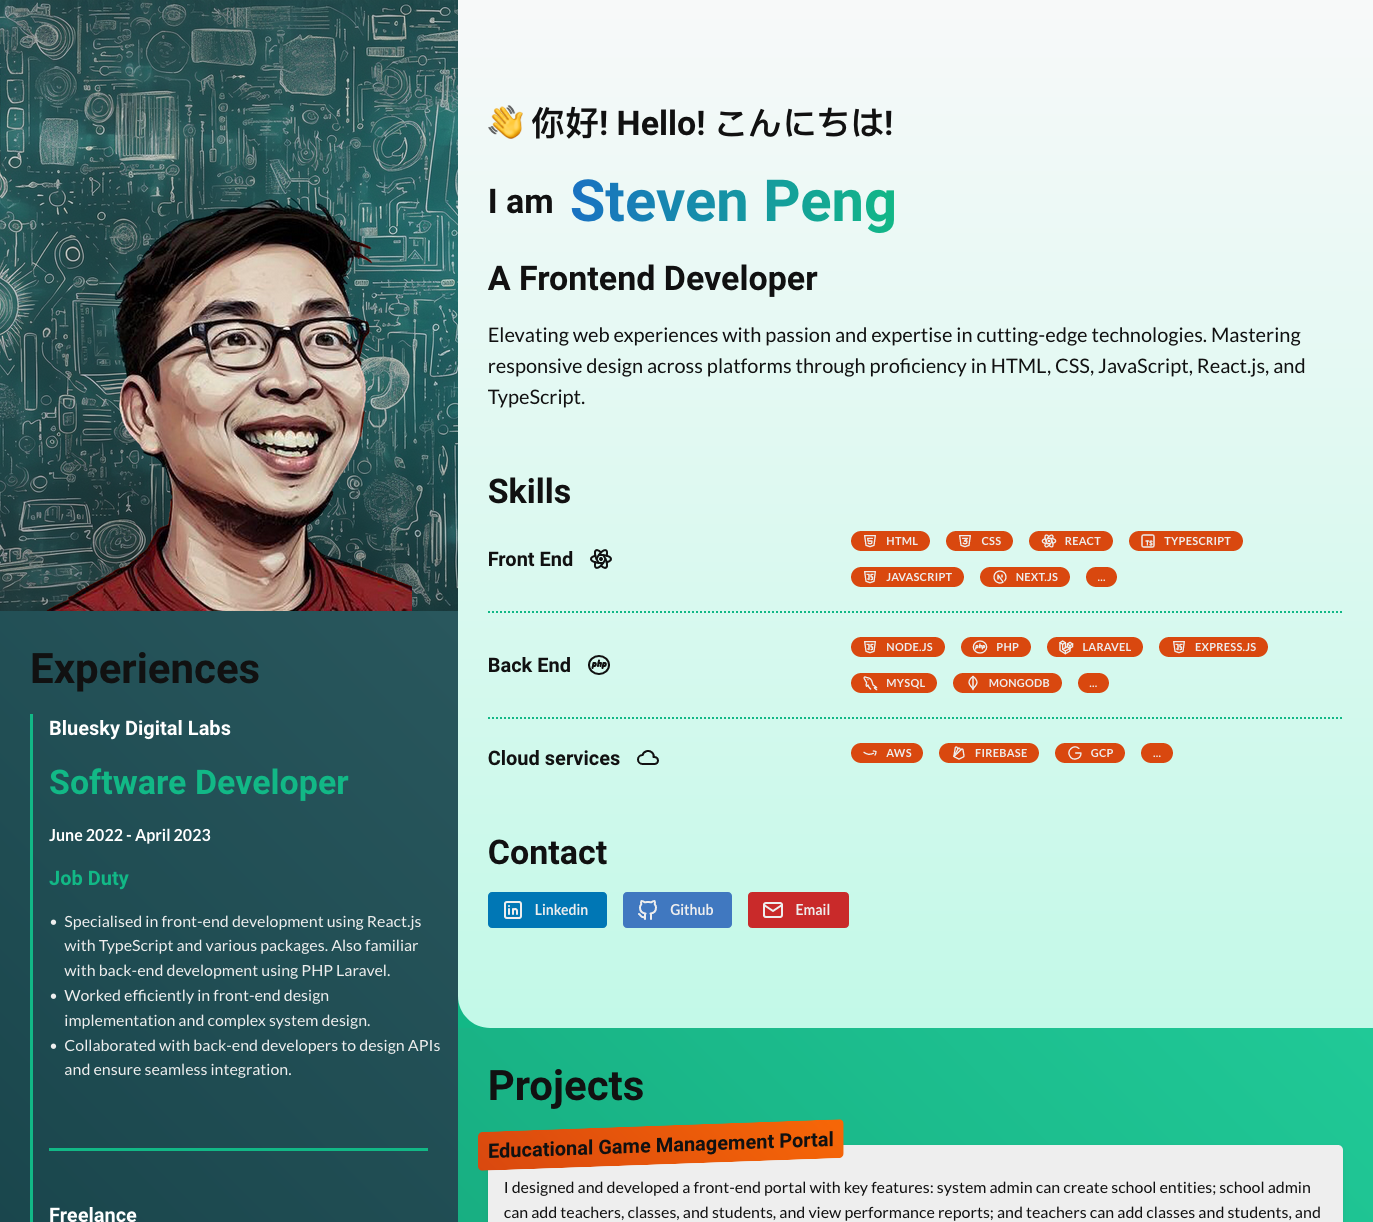 👋 你好! Hello! こんにちは!
I am Steven Peng
A Frontend Developer
Elevating web experiences with passion and expertise in cutting-edge technologies. Mastering
responsive design across platforms through proficiency in HTML, CSS, JavaScript, React.js, and
TypeScript.
Skills
Front End
HTML CSS REACT TYPESCRIPT
JAVASCRIPT NEXT.JS ...
Back End
NODE.JS PHP LARAVEL EXPRESS.JS
MYSQL MONGODB ...
Cloud services
AWS FIREBASE GCP ...
Contact
Linkedin Github Email
Experiences
Bluesky Digital Labs
Software Developer
June 2022 - April 2023
Job Duty
• Specialised in front-end development using React.js
with TypeScript and various packages. Also familiar
with back-end development using PHP Laravel.
• Worked efficiently in front-end design
implementation and complex system design.
• Collaborated with back-end developers to design APIs
and ensure seamless integration.
Freelance
Projects
Educational Game Management Portal
I designed and developed a front-end portal with key features: system admin can create school entities; school admin
can add teachers, classes, and students, and view performance reports; and teachers can add classes and students, and